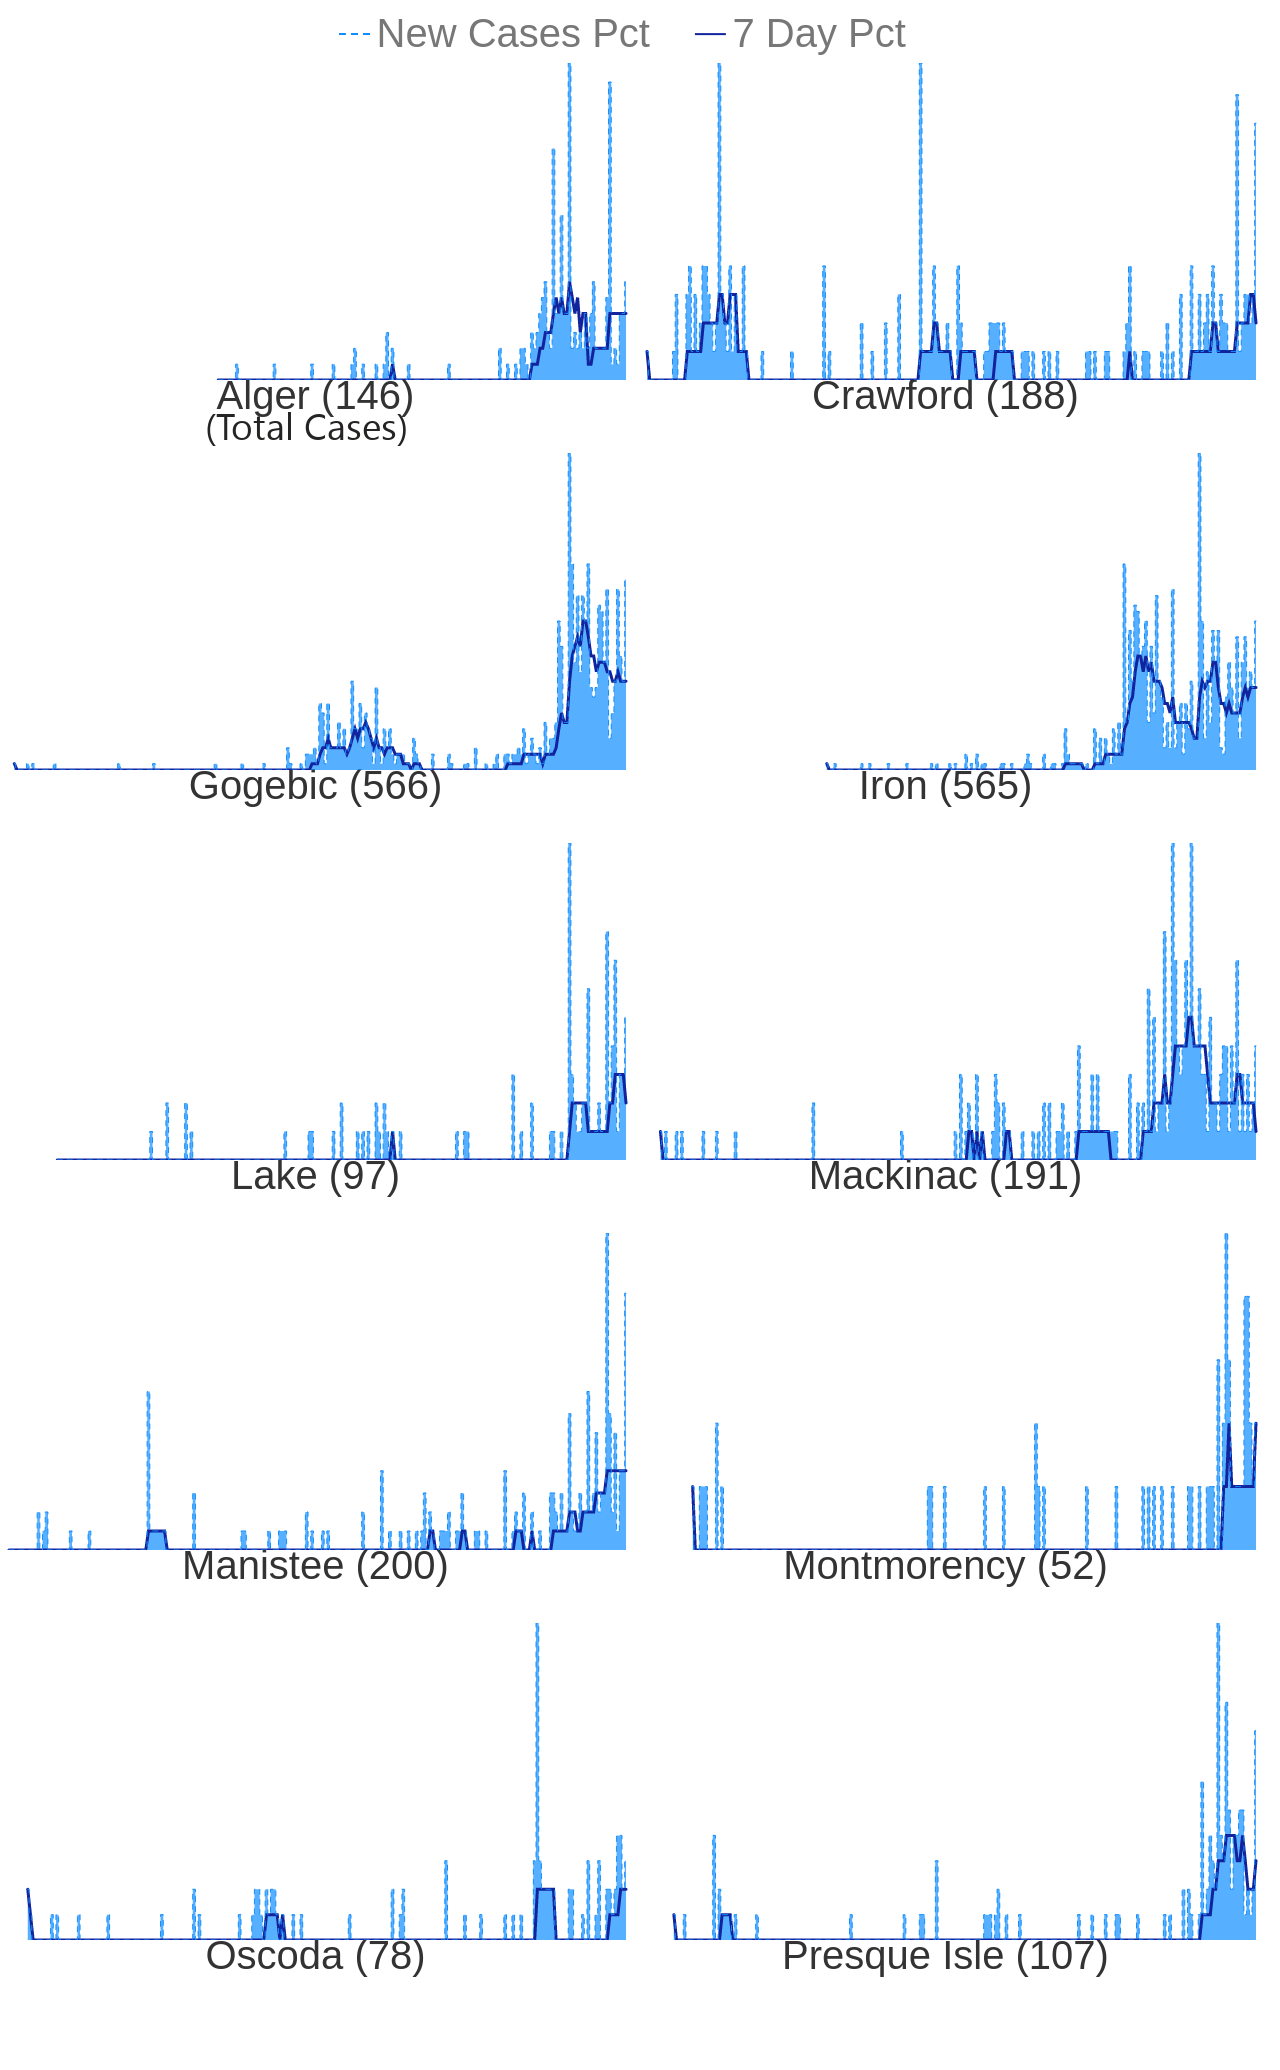 New Cases Pct 7 Day Pct
Alger (146) Crawford (188)
(Total Cases)
Gogebic (566) Iron (565)
Lake (97) Mackinac (191)
Manistee (200) Montmorency (52)
Oscoda (78) Presque Isle (107)